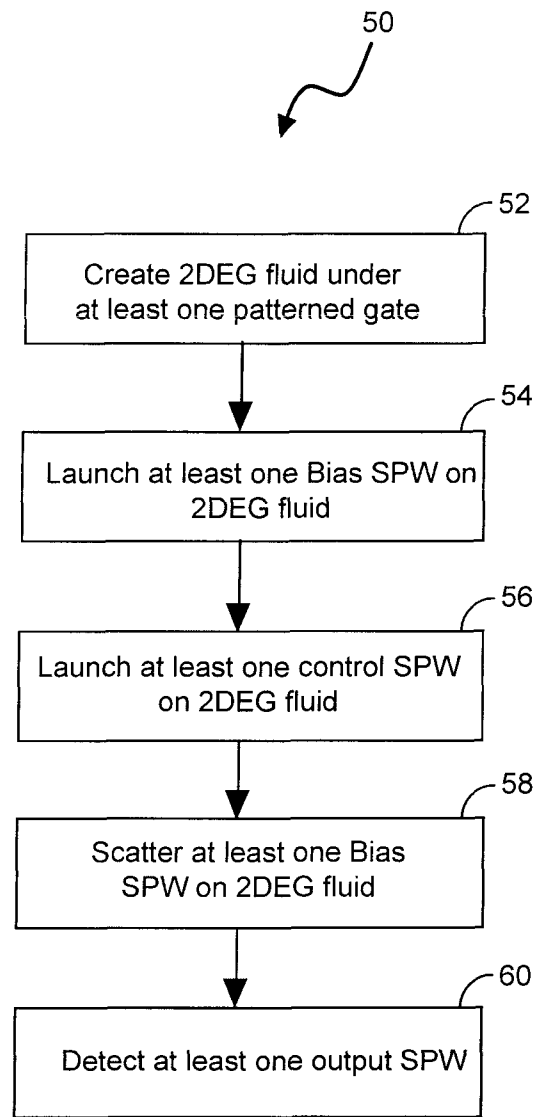 50
52
Create 2DEG fluid under
at least one patterned gate
54
Launch at least one Bias SPW on
2DEG fluid
56
Launch at least one control SPW
on 2DEG fluid
58
Scatter at least one Bias
SPW on 2DEG fluid
60
Detect at least one output SPW